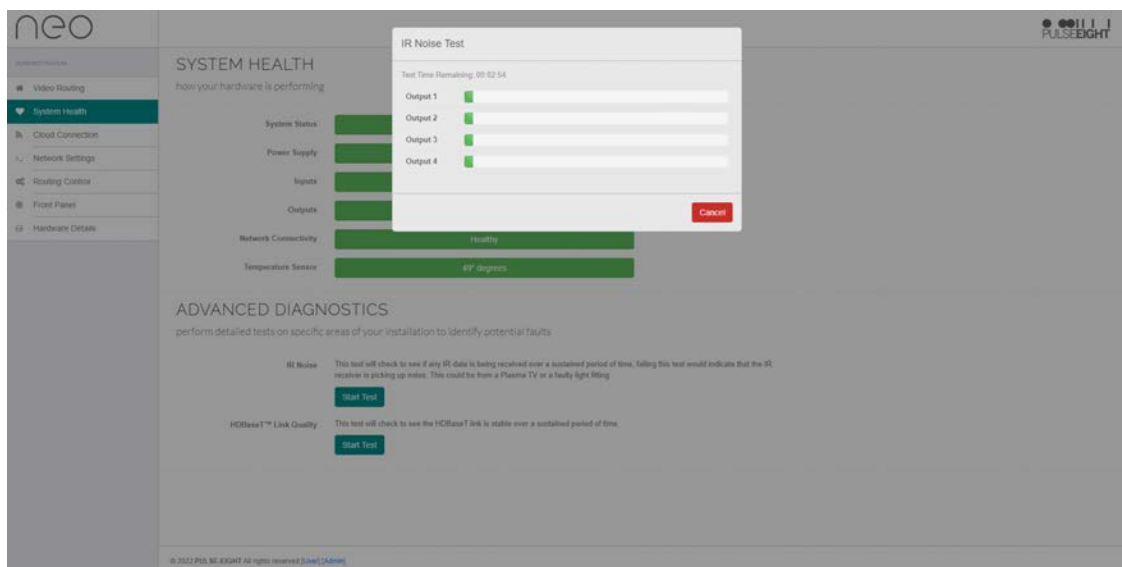 neo
PULSEEIGHT
ADMINISTRATION
Video Routing
System Health
Cloud Connection
Network Settings
Routing Control
Front Panel
Hardware Details
SYSTEM HEALTH
how your hardware is performing
System Status
Power Supply
Inputs
Outputs
Network Connectivity
Healthy
Temperature Sensor
49° degrees
IR Noise Test
Test Time Remaining: 00:02:54
Output 1
Output 2
Output 3
Output 4
Cancel
ADVANCED DIAGNOSTICS
perform detailed tests on specific areas of your installation to identify potential faults
IR Noise
This test will check to see if any IR data is being received over a sustained period of time, failing this test would indicate that the IR
receiver is picking up noise. This could be from a Plasma TV or a faulty light fitting
Start Test
HDBaseT™ Link Quality
This test will check to see the HDBaseT link is stable over a sustained period of time.
Start Test
© 2022 PULSE-EIGHT All rights reserved [User] [Admin]